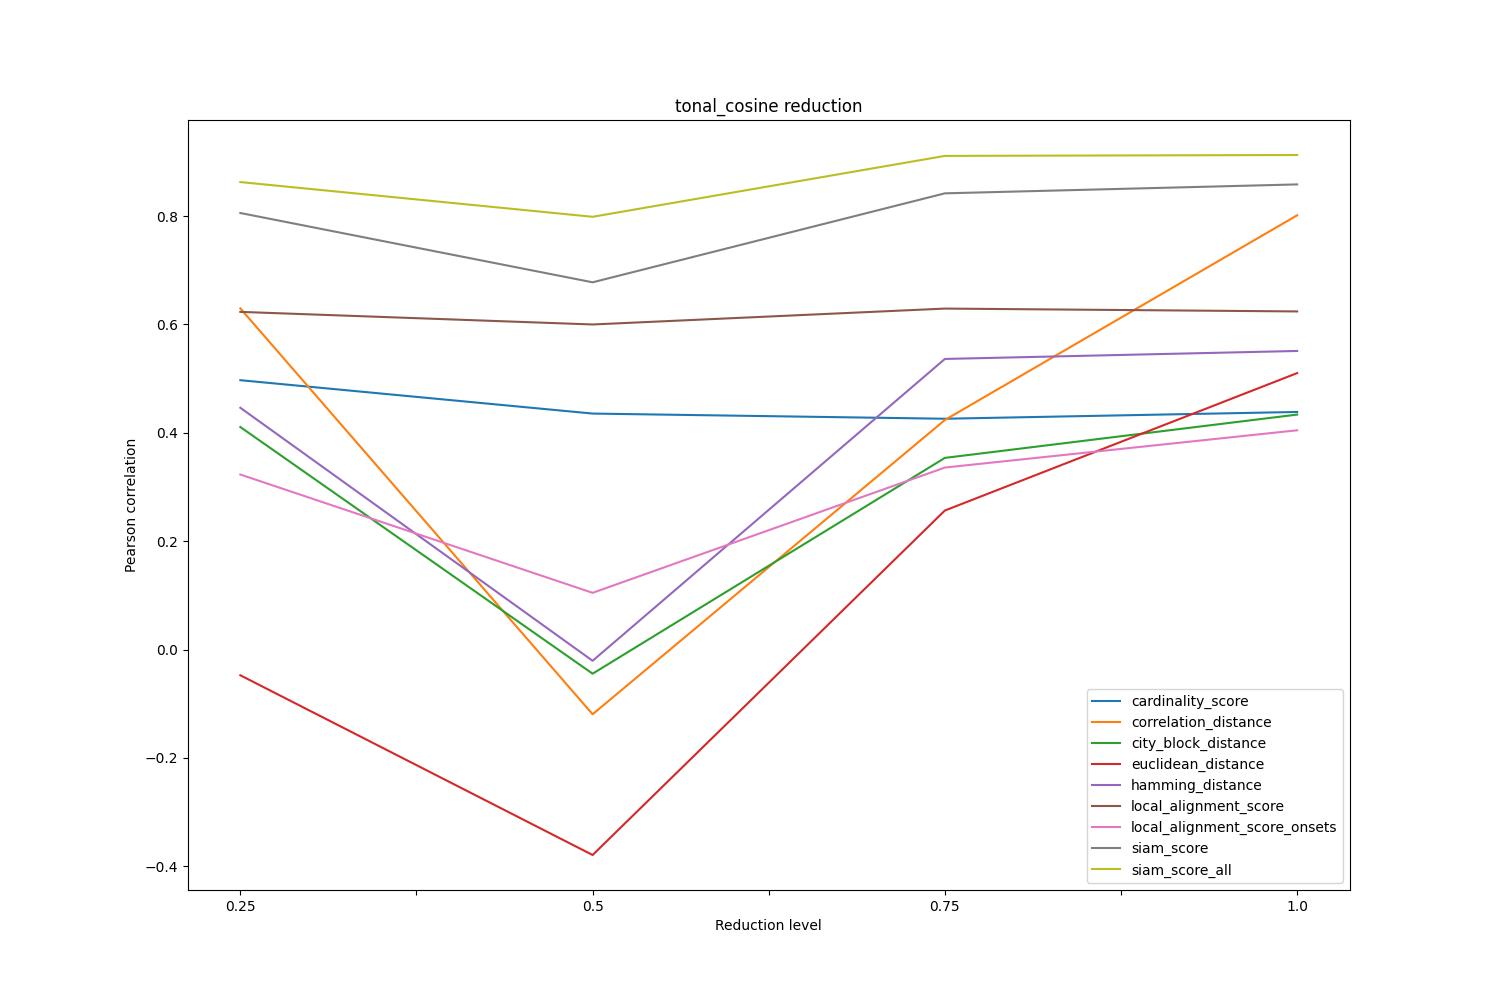 tonal_cosine reduction
Pearson correlation
0.8
0.6
0.4
0.2
0.0
−0.2
−0.4
0.25
0.5
0.75
1.0
Reduction level
cardinality_score
correlation_distance
city_block_distance
euclidean_distance
hamming_distance
local_alignment_score
local_alignment_score_onsets
siam_score
siam_score_all